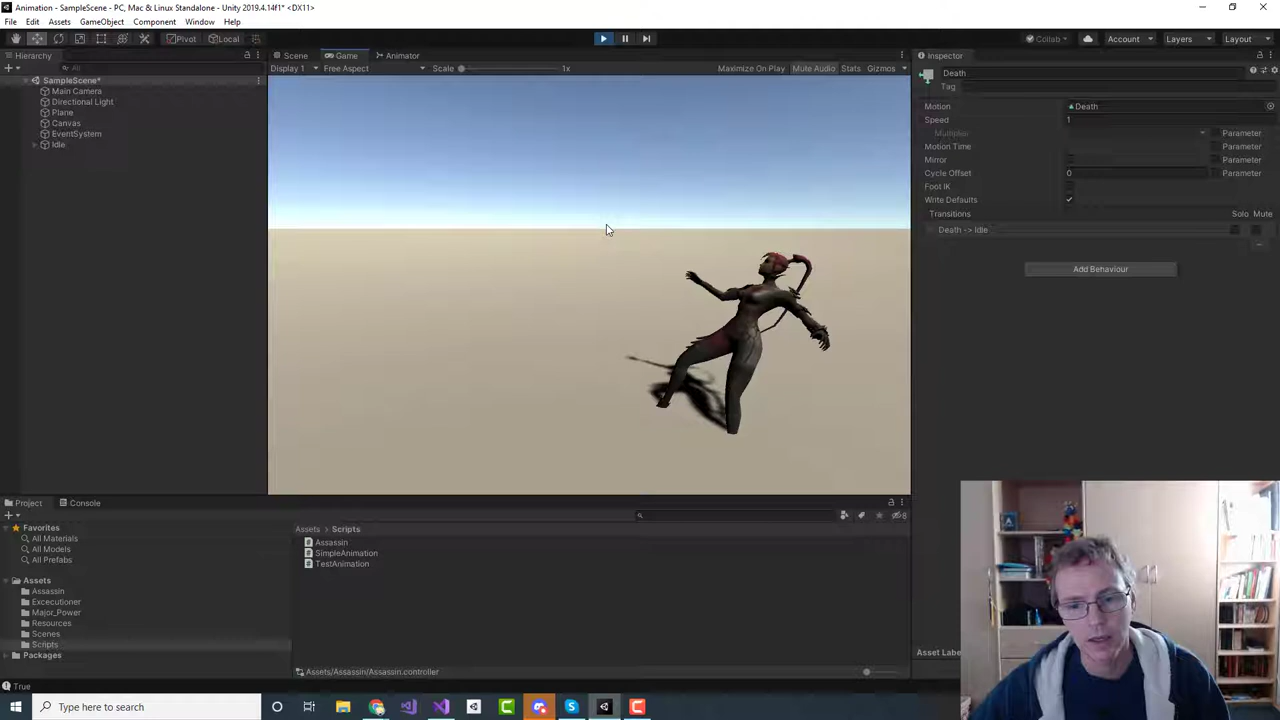 Animation - SampleScene - PC, Mac & Linux Standalone - Unity 2019.4.14f1* <DX11>
File Edit Assets GameObject Component Window Help
Pivot Local Collab Account Layers Layout
Hierarchy Scene Game Animator Inspector
All Display 1 Free Aspect Scale 1x Maximize On Play Mute Audio Stats Gizmos
Death
Tag
SampleScene*
Main Camera
Directional Light
Plane
Canvas
EventSystem
Idle
Motion Death
Speed 1
Multiplier Parameter
Motion Time Parameter
Mirror Parameter
Cycle Offset 0 Parameter
Foot IK
Write Defaults
Transitions Solo Mute
Death -> Idle
Add Behaviour
Project Console
8
Favorites
All Materials
All Models
All Prefabs
Assets
Assassin
Excecutioner
Major_Power
Resources
Scenes
Scripts
Packages
Assets > Scripts
Assassin
SimpleAnimation
TestAnimation
Assets/Assassin/Assassin.controller
Asset Label
True
Type here to search